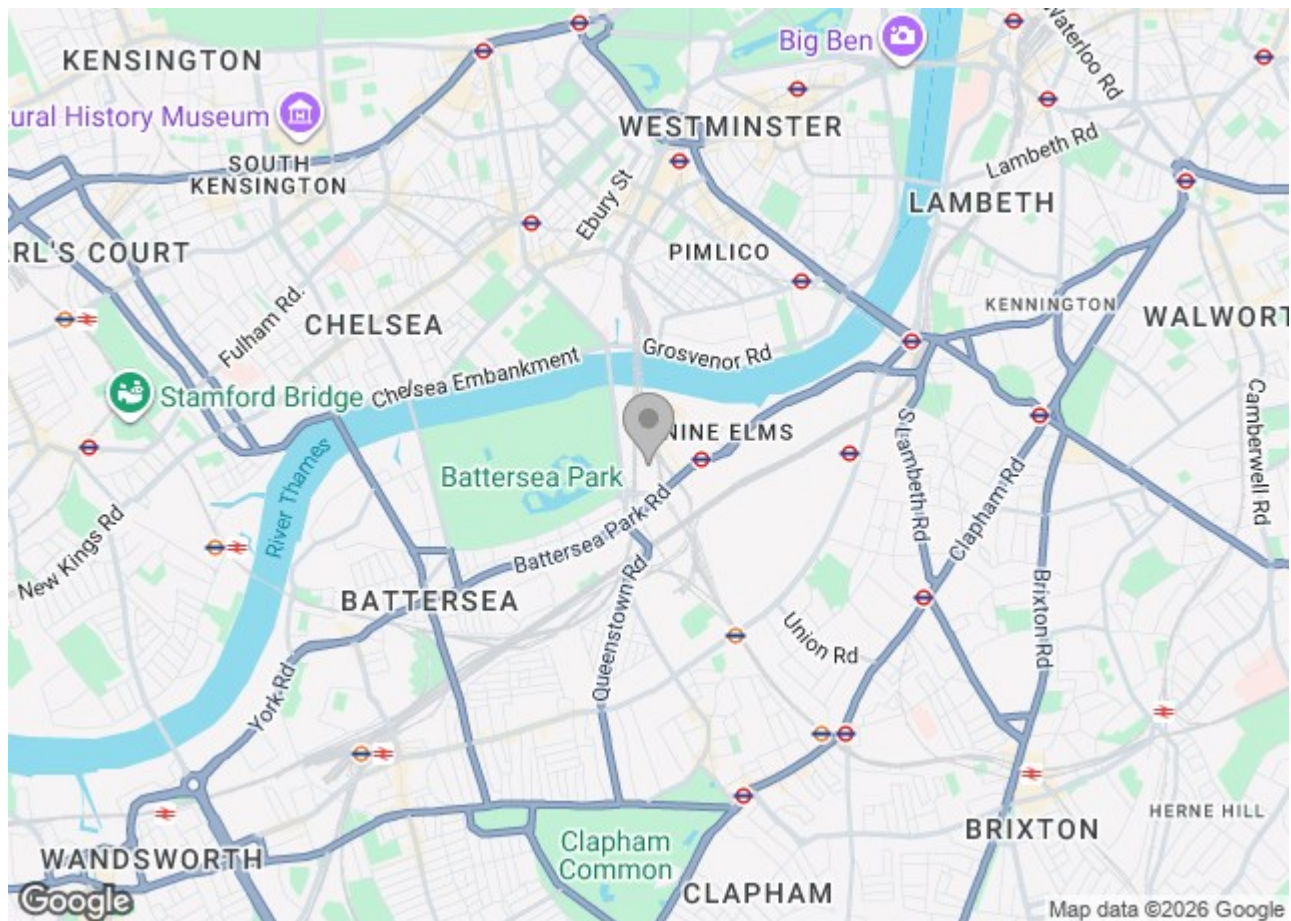 KENSINGTON
Big Ben
Waterloo Rd
ural History Museum
WESTMINSTER
Lambeth Rd
SOUTH
KENSINGTON
Ebury St
LAMBETH
RL'S COURT
PIMLICO
KENNINGTON
WALWORT
Fulham Rd.
CHELSEA
Grosvenor Rd
Chelsea Embankment
Stamford Bridge
NINE ELMS
Camberwell Rd
S Lambeth Rd
Clapham Rd
Battersea Park
River Thames
New Kings Rd
Battersea Park Rd
BATTERSEA
Queenstown Rd
Union Rd
Brixton Rd
York Rd
HERNE HILL
BRIXTON
Clapham
Common
WANDSWORTH
CLAPHAM
Google
Map data ©2026 Google